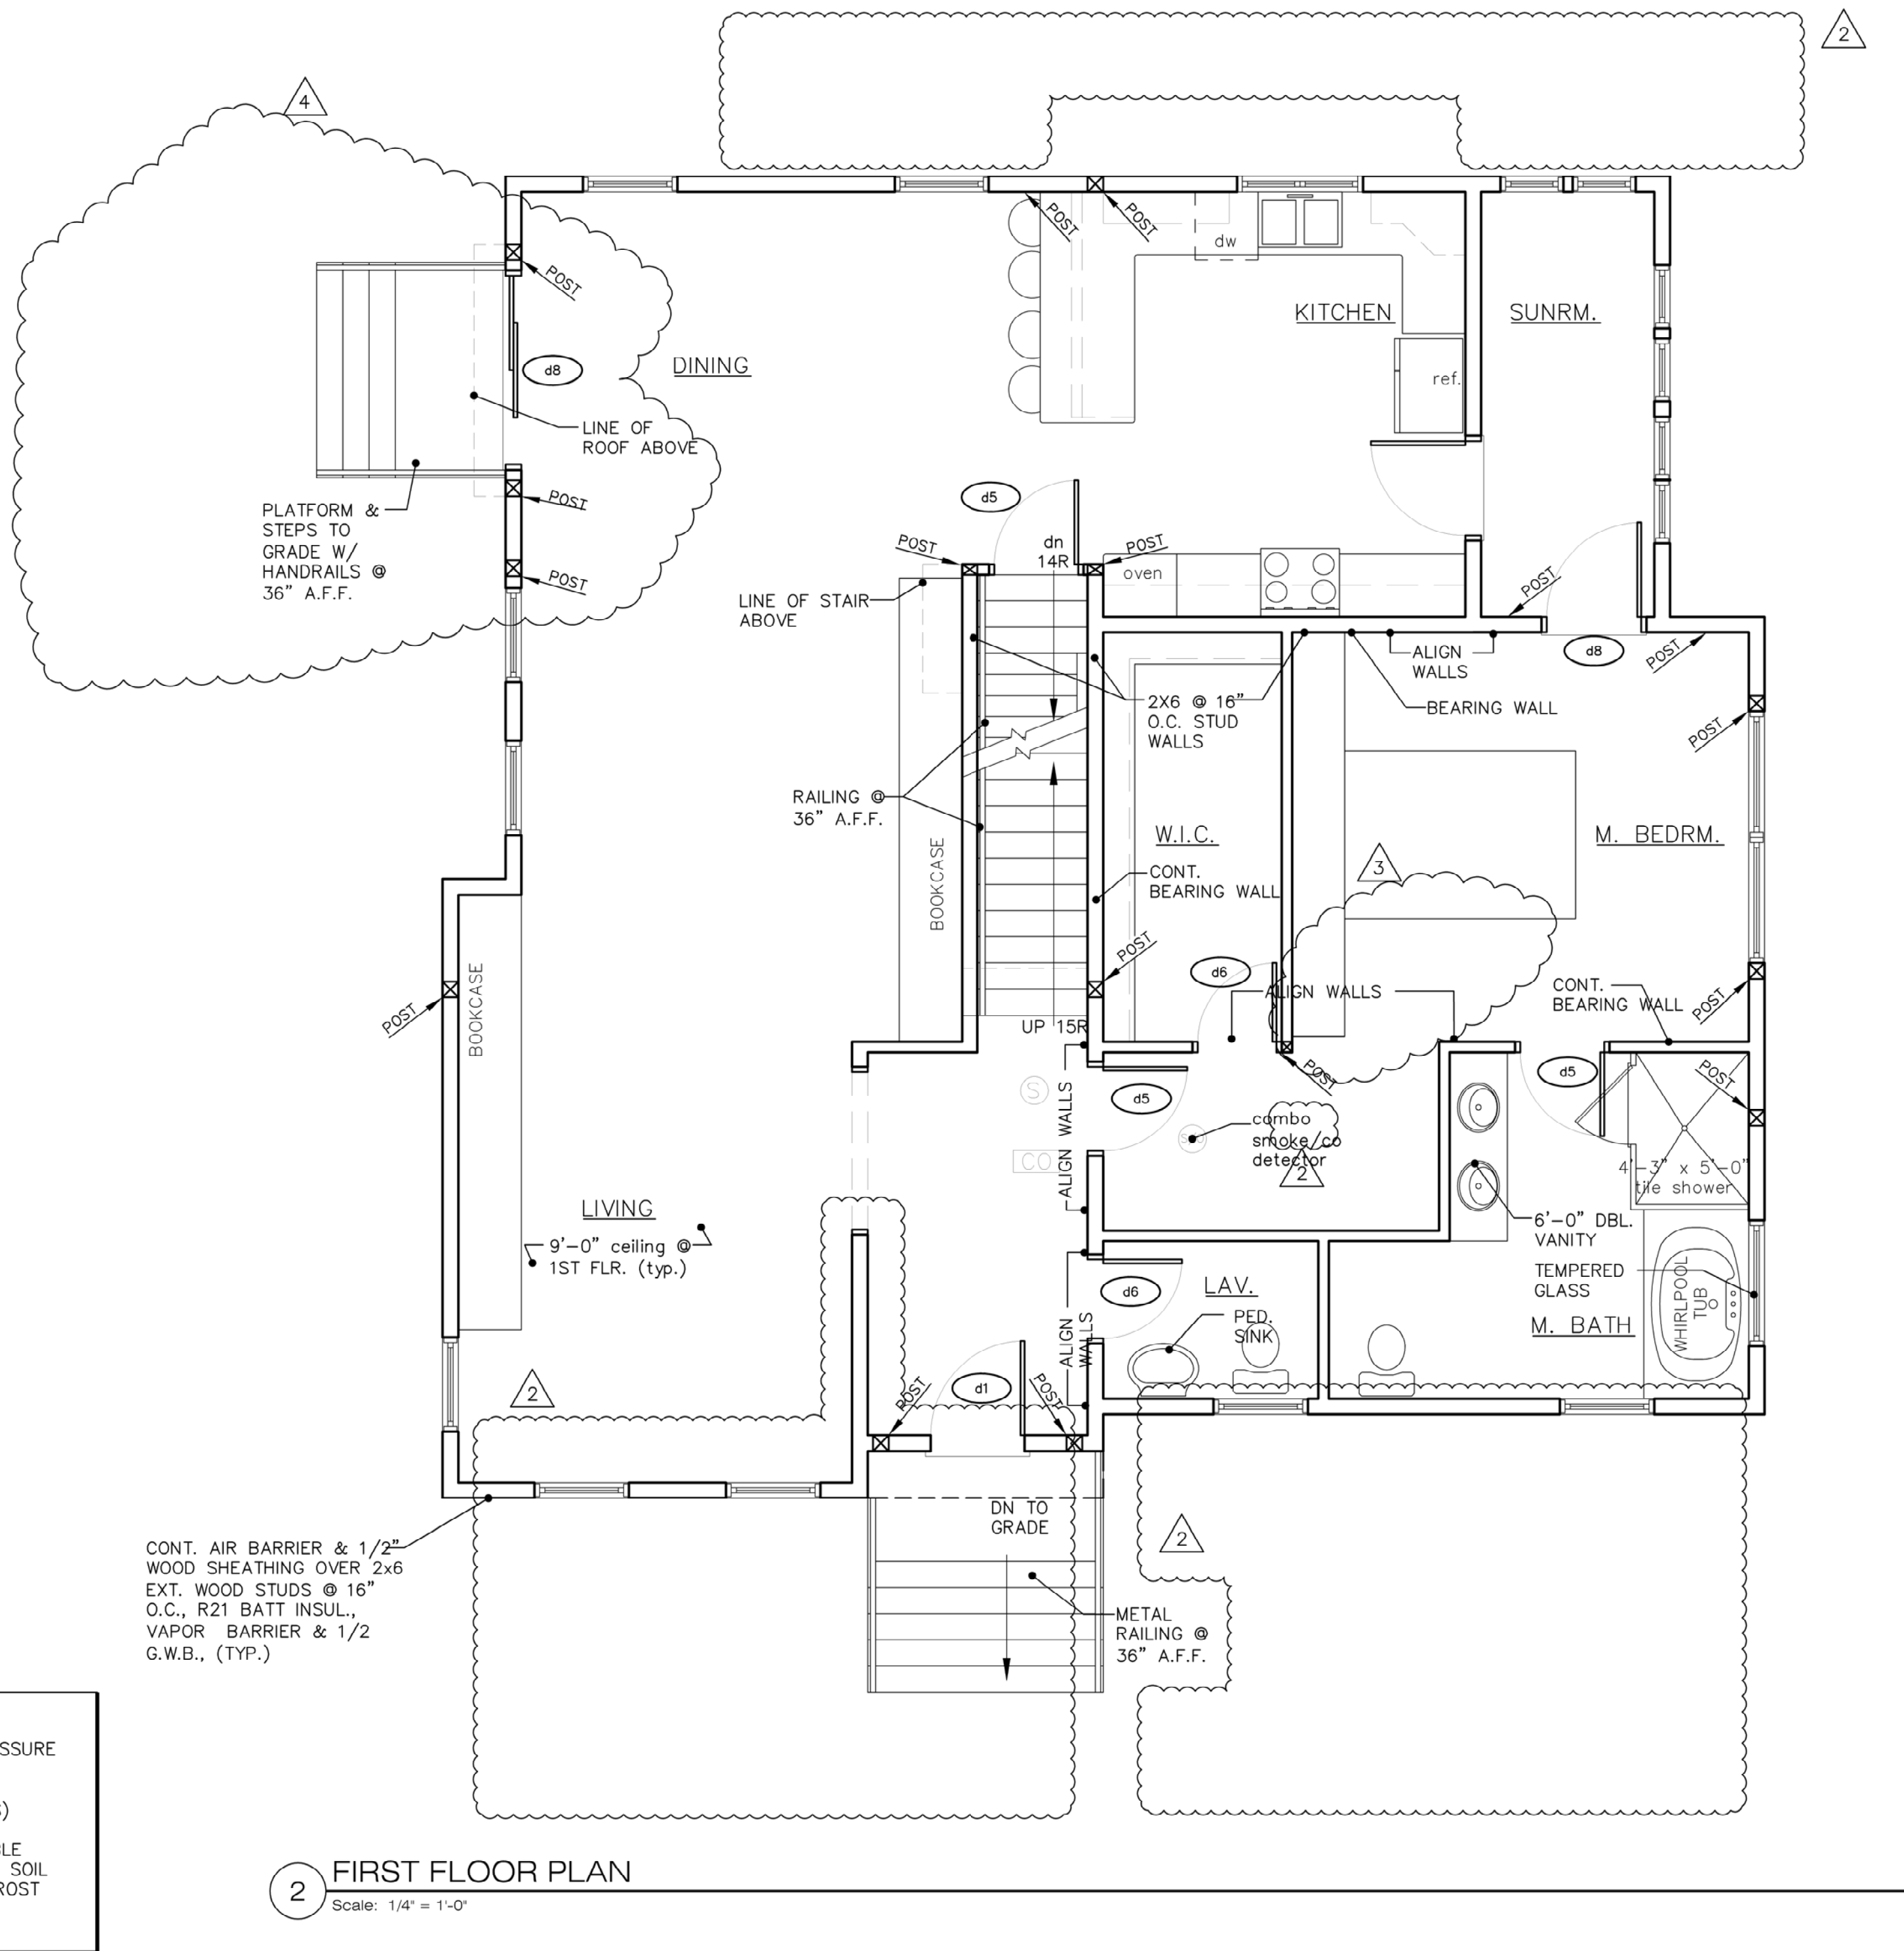 2
4
POST
POST
dw
POST
KITCHEN
SUNRM.
d8
DINING
ref.
LINE OF
ROOF ABOVE
POST
PLATFORM &
STEPS TO
GRADE W/
HANDRAILS @
36" A.F.F.
d5
POST
dn
14R
POST
oven
POST
POST
LINE OF STAIR
ABOVE
ALIGN
WALLS
d8
POST
2X6 @ 16"
O.C. STUD
WALLS
BEARING WALL
POST
RAILING @
36" A.F.F.
BOOKCASE
W.I.C.
M. BEDRM.
3
CONT.
BEARING WALL
POST
d6
ALIGN WALLS
CONT.
BEARING WALL
POST
POST
BOOKCASE
UP 15R
POST
d5
POST
S
ALIGN WALLS
d5
combo
smoke/co
detector
2
CO
4'-3" x 5'-0"
tile shower
LIVING
9'-0" ceiling @
1ST FLR. (typ.)
6'-0" DBL.
VANITY
TEMPERED
GLASS
WHIRLPOOL
TUB
M. BATH
d6
LAV.
PED.
SINK
ALIGN
WALLS
2
POST
d1
POST
DN TO
GRADE
2
CONT. AIR BARRIER & 1/2"
WOOD SHEATHING OVER 2x6
EXT. WOOD STUDS @ 16"
O.C., R21 BATT INSUL.,
VAPOR BARRIER & 1/2
G.W.B., (TYP.)
METAL
RAILING @
36" A.F.F.
SSURE
SOIL
2
FIRST FLOOR PLAN
Scale: 1/4" = 1'-0"